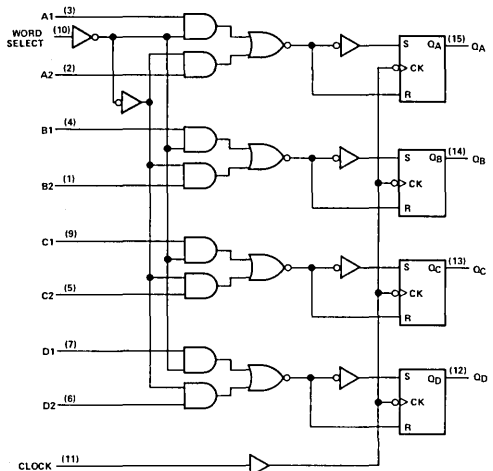 A1 (3)
WORD SELECT (10)
A2 (2)
S QA (15) QA
CK
R
B1 (4)
B2 (1)
S QB (14) QB
CK
R
C1 (9)
C2 (5)
S QC (13) QC
CK
R
D1 (7)
D2 (6)
S QD (12) QD
CK
R
CLOCK (11)